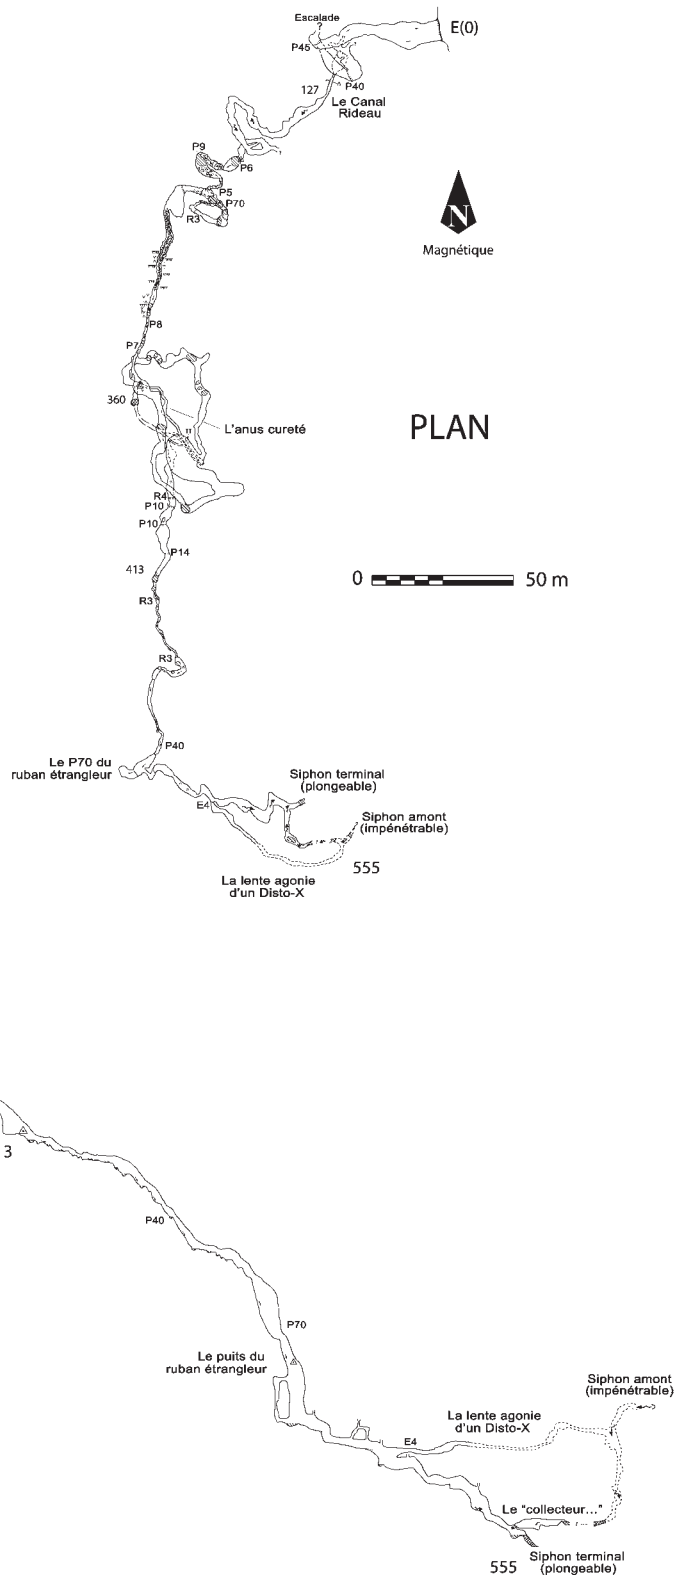 Escalade
?
E(0)
P45
P40
127
Le Canal
Rideau
P9
P6
P5
P70
R3
N
Magnétique
P8
P7
360
L'anus cureté
PLAN
R4
P10
P10
P14
413
0 50 m
R3
R3
P40
Le P70 du
ruban étrangleur
Siphon terminal
(plongeable)
E4
Siphon amont
(impénétrable)
555
La lente agonie
d'un Disto-X
3
P40
P70
Le puits du
ruban étrangleur
Siphon amont
(impénétrable)
La lente agonie
d'un Disto-X
E4
Le "collecteur..."
555
Siphon terminal
(plongeable)